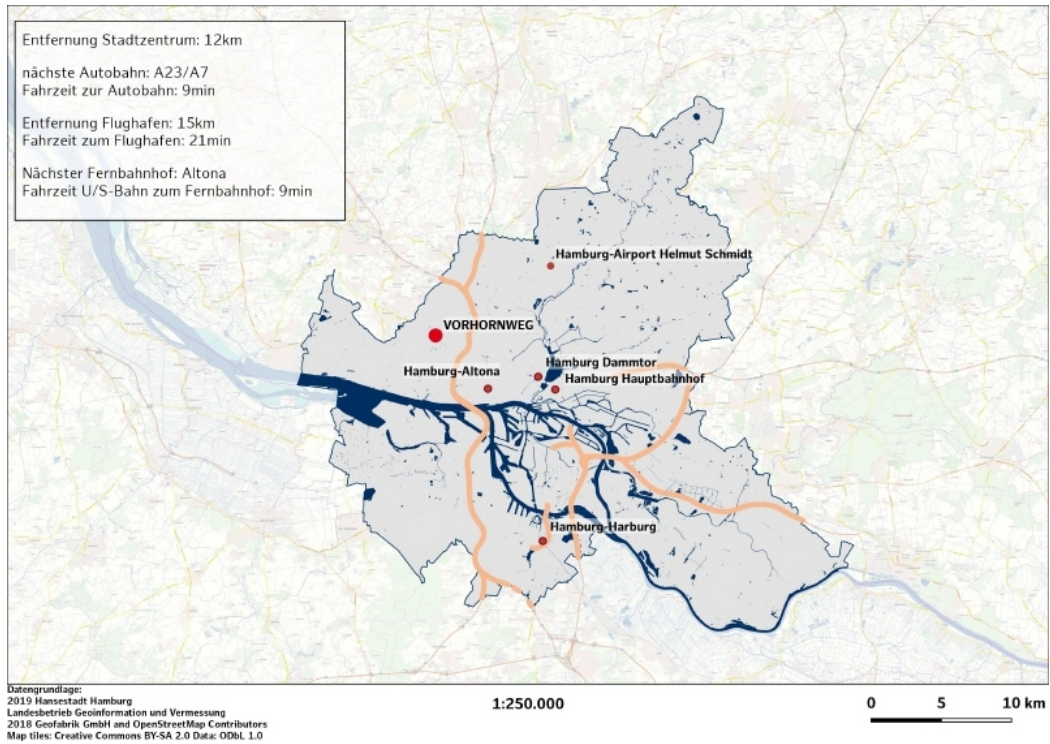 Entfernung Stadtzentrum: 12km
nächste Autobahn: A23/A7
Fahrzeit zur Autobahn: 9min
Entfernung Flughafen: 15km
Fahrzeit zum Flughafen: 21min
Nächster Fernbahnhof: Altona
Fahrzeit U/S-Bahn zum Fernbahnhof: 9min
Hamburg-Airport Helmut Schmidt
VORHORNWEG
Hamburg Dammtor
Hamburg-Altona
Hamburg Hauptbahnhof
Hamburg-Harburg
Datengrundlage:
2019 Hansestadt Hamburg
Landesbetrieb Geoinformation und Vermessung
2018 Geofabrik GmbH and OpenStreetMap Contributors
Map tiles: Creative Commons BY-SA 2.0 Data: ODbL 1.0
1:250.000
0 5 10 km